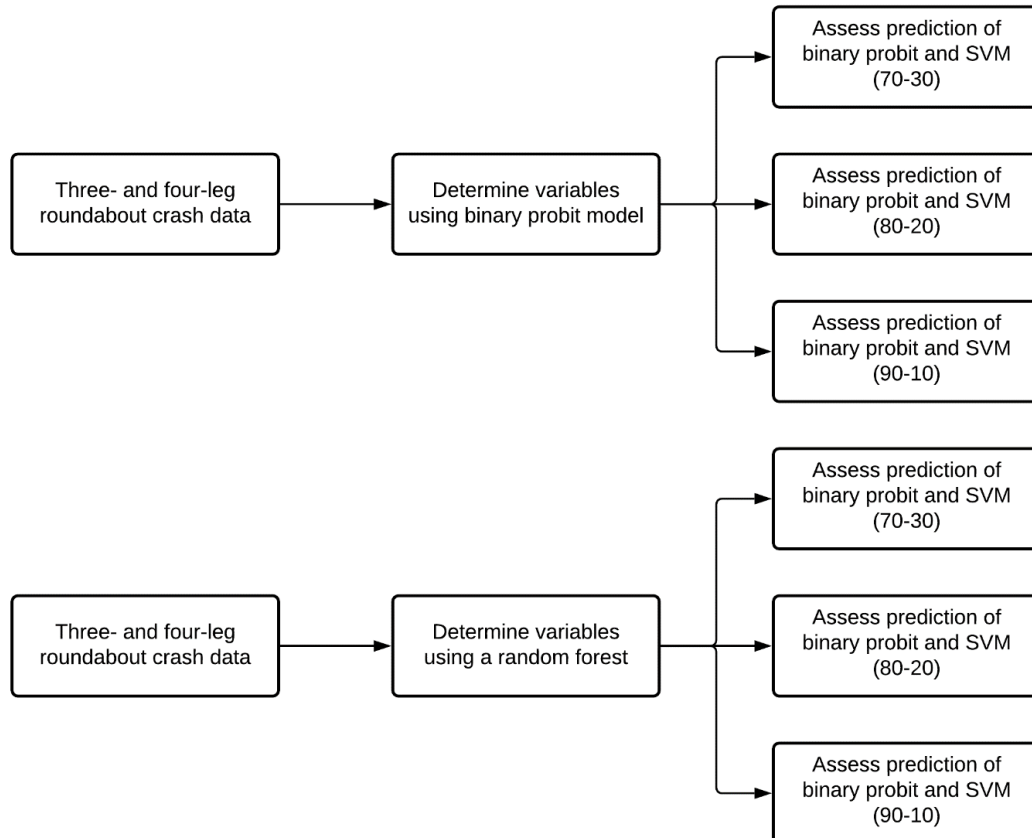 Three- and four-leg
roundabout crash data
Determine variables
using binary probit model
Assess prediction of
binary probit and SVM
(70-30)
Assess prediction of
binary probit and SVM
(80-20)
Assess prediction of
binary probit and SVM
(90-10)
Three- and four-leg
roundabout crash data
Determine variables
using a random forest
Assess prediction of
binary probit and SVM
(70-30)
Assess prediction of
binary probit and SVM
(80-20)
Assess prediction of
binary probit and SVM
(90-10)